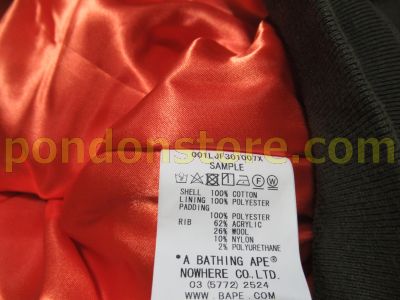 001LJF301007X
SAMPLE
SHELL 100% COTTON
LINING 100% POLYESTER
PADDING
100% POLYESTER
RIB 62% ACRYLIC
26% WOOL
10% NYLON
2% POLYURETHANE
"A BATHING APE®
NOWHERE CO.,LTD.
03 (5772) 2524
WWW.BAPE.COM
pondonstore.com